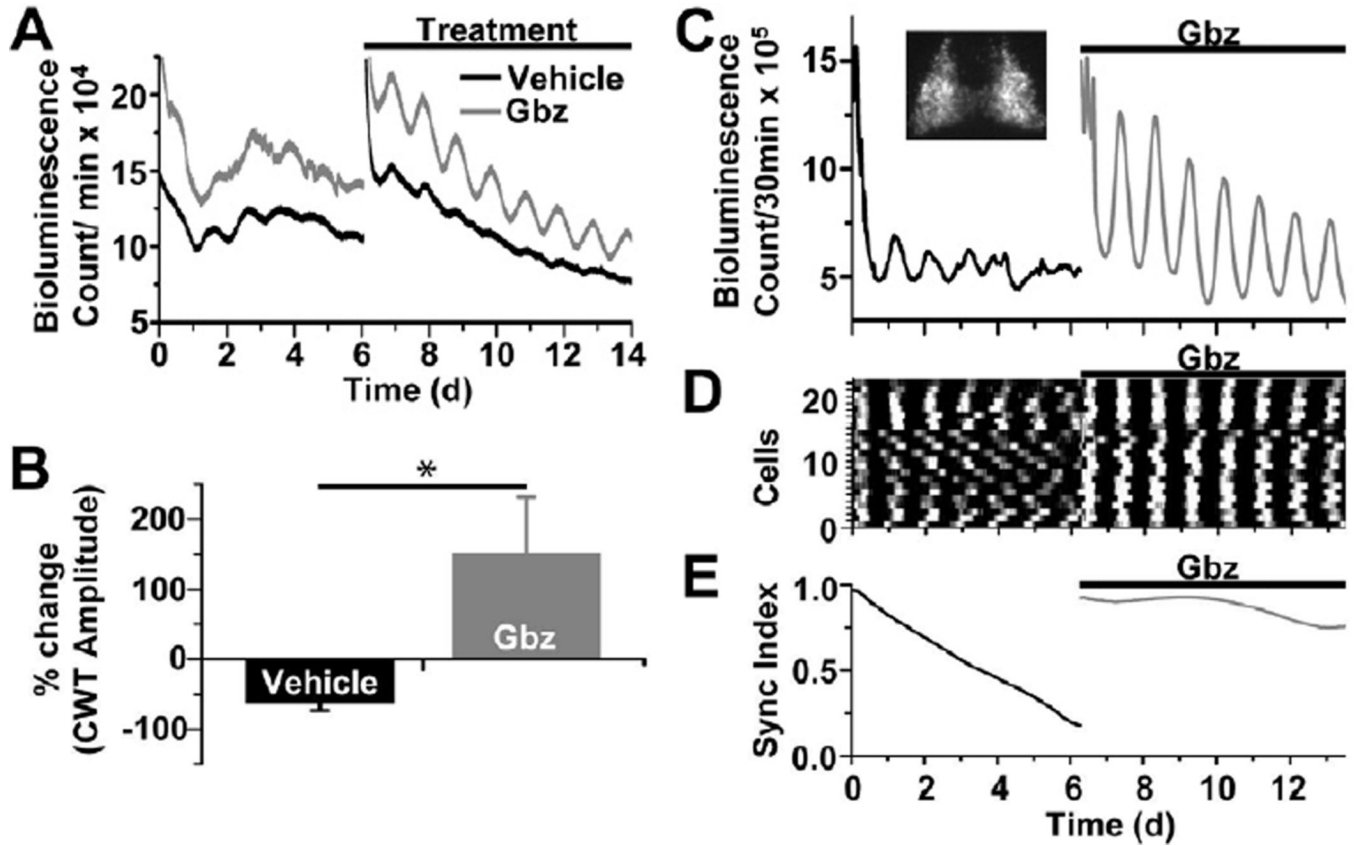 A
Treatment
Vehicle
Gbz
Bioluminescence
Count/ min x 10⁴
20
15
10
5
0 2 4 6 8 10 12 14
Time (d)
B
*
% change
(CWT Amplitude)
200
100
0
-100
Vehicle
Gbz
C
Gbz
Bioluminescence
Count/30min x 10⁵
15
10
5
D
Gbz
Cells
20
10
0
E
Gbz
Sync Index
1.0
0.5
0.0
0 2 4 6 8 10 12
Time (d)